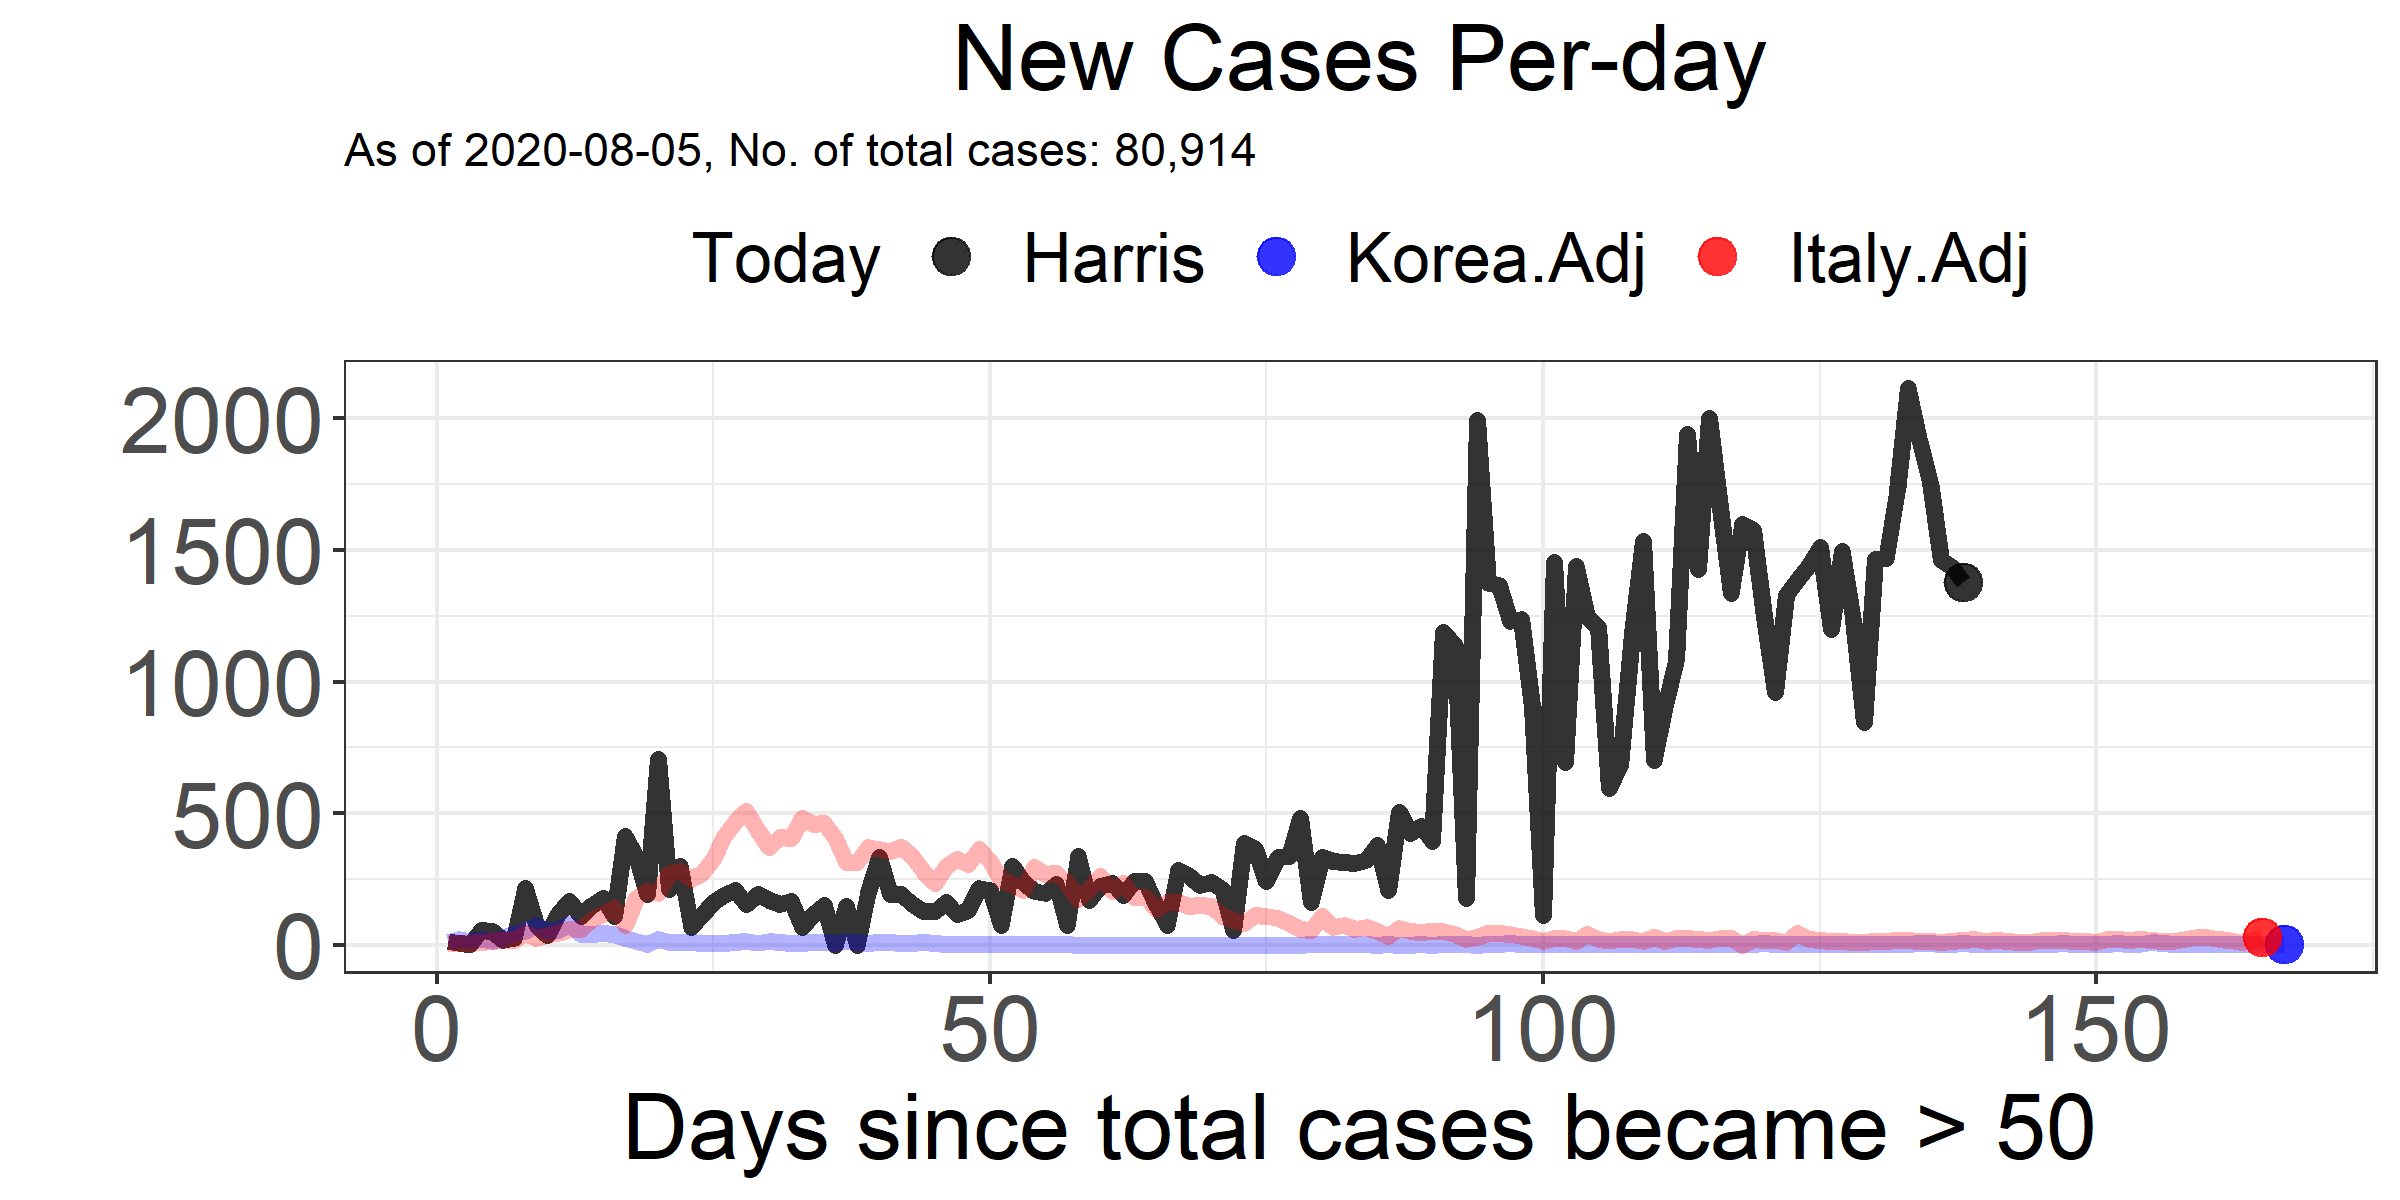 New Cases Per-day
As of 2020-08-05, No. of total cases: 80,914
Today Harris Korea.Adj Italy.Adj
2000
1500
1000
500
0
0 50 100 150
Days since total cases became > 50